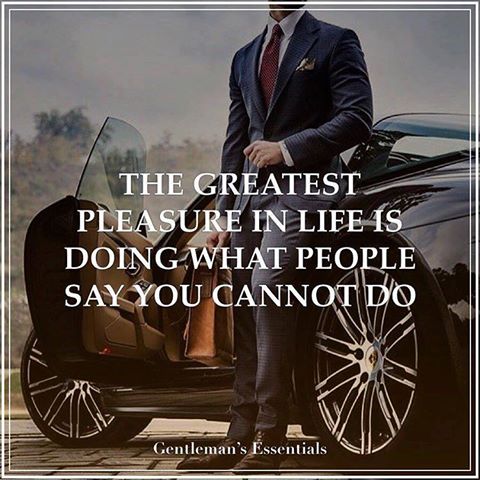 THE GREATEST
PLEASURE IN LIFE IS
DOING WHAT PEOPLE
SAY YOU CANNOT DO
Gentleman's Essentials